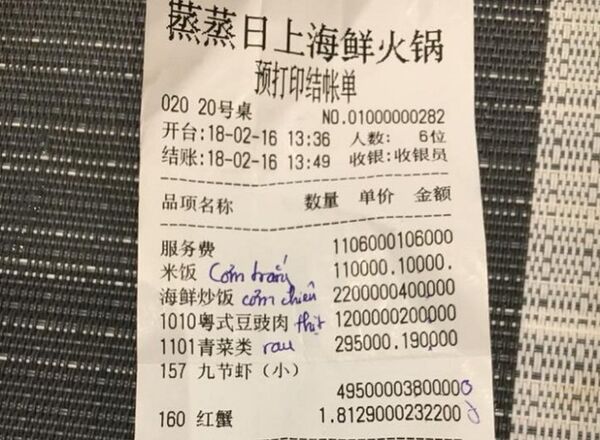 蒸蒸日上海鲜火锅
预打印结帐单
020 20号桌 NO.01000000282
开台:18-02-16 13:36 人数: 6位
结账:18-02-16 13:49 收银:收银员
品项名称 数量 单价 金额
服务费 1106000106000
米饭 Cơm trắng 110000.10000.
海鲜炒饭 cơm chiên 2200000400000
1010粤式豆豉肉 thịt 1200000200,000
1101青菜类 rau 295000.190,000
157 九节虾（小）
4950000380000
160 红蟹 1.8129000232200